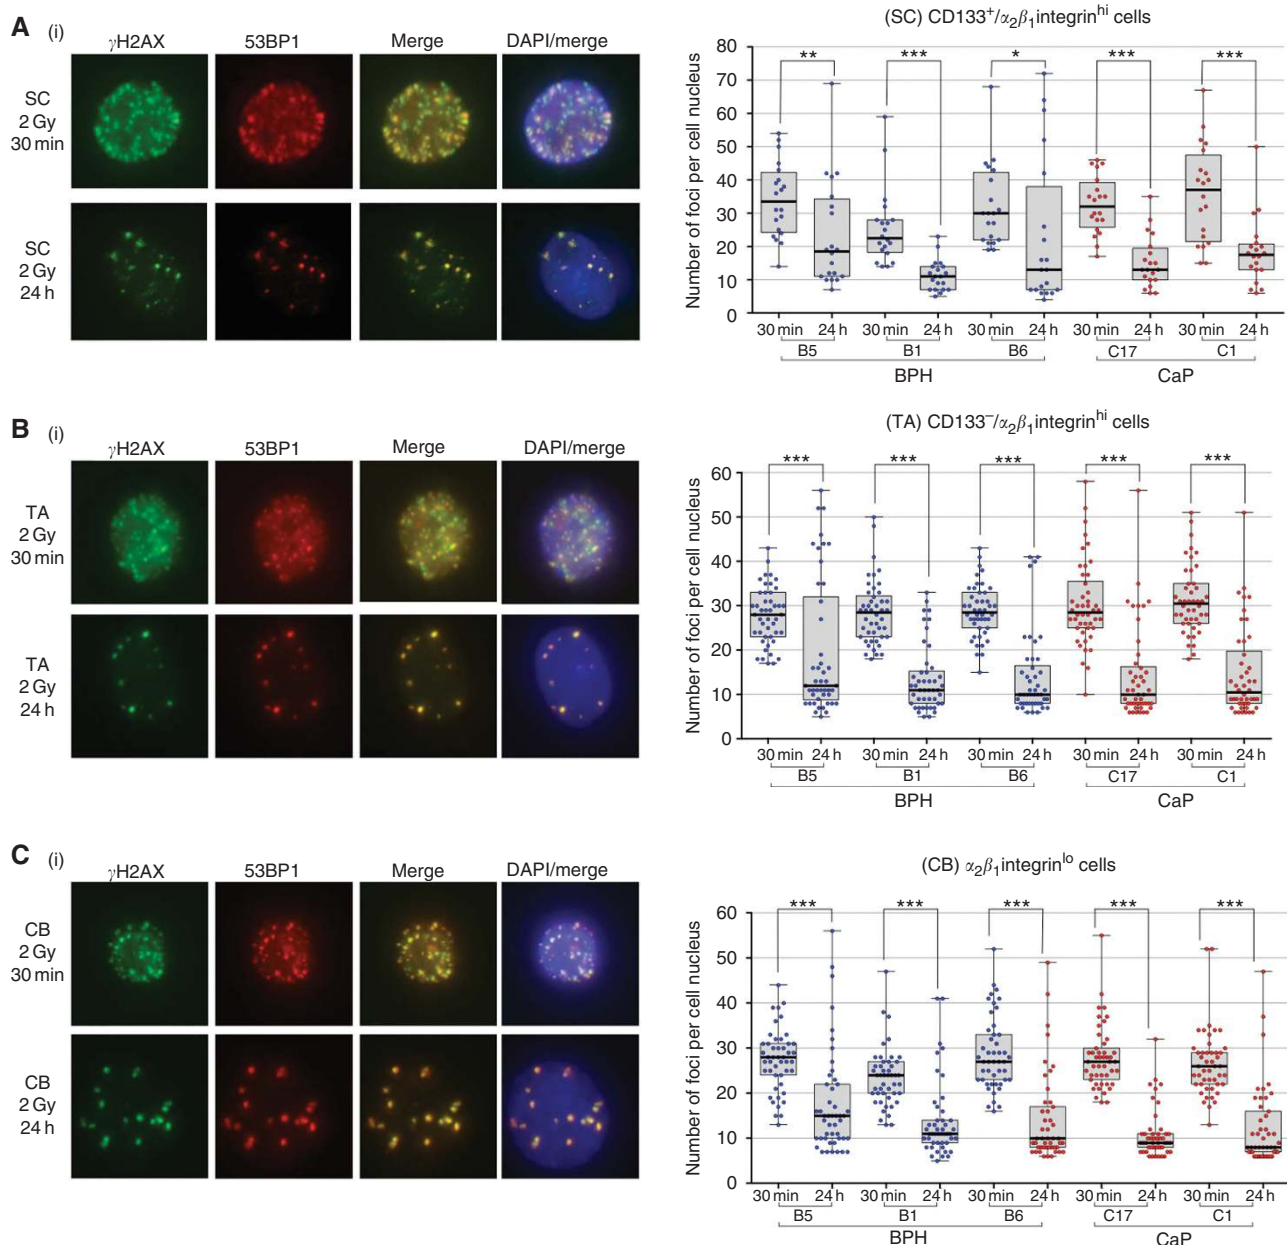 A (i)
γH2AX 53BP1 Merge DAPI/merge
SC
2 Gy
30 min
SC
2 Gy
24 h
(SC) CD133⁺/α₂β₁integrinʰⁱ cells
Number of foci per cell nucleus
80
70
60
50
40
30
20
10
0
** *** * *** ***
30 min 24 h 30 min 24 h 30 min 24 h 30 min 24 h 30 min 24 h
B5 B1 B6 C17 C1
BPH CaP
B (i)
γH2AX 53BP1 Merge DAPI/merge
TA
2 Gy
30 min
TA
2 Gy
24 h
(TA) CD133⁻/α₂β₁integrinʰⁱ cells
Number of foci per cell nucleus
60
50
40
30
20
10
0
*** *** *** *** ***
30 min 24 h 30 min 24 h 30 min 24 h 30 min 24 h 30 min 24 h
B5 B1 B6 C17 C1
BPH CaP
C (i)
γH2AX 53BP1 Merge DAPI/merge
CB
2 Gy
30 min
CB
2 Gy
24 h
(CB) α₂β₁integrinˡᵒ cells
Number of foci per cell nucleus
60
50
40
30
20
10
0
*** *** *** *** ***
30 min 24 h 30 min 24 h 30 min 24 h 30 min 24 h 30 min 24 h
B5 B1 B6 C17 C1
BPH CaP